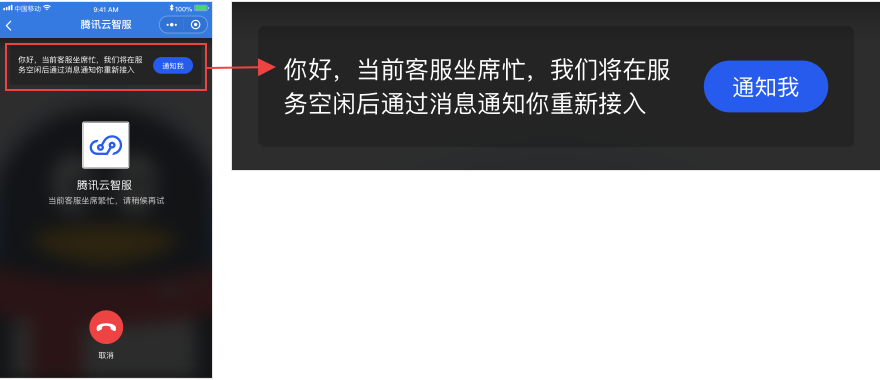 中国移动 9:41 AM 100%
腾讯云智服
你好，当前客服坐席忙，我们将在服
务空闲后通过消息通知你重新接入
通知我
腾讯云智服
当前客服坐席繁忙，请稍候再试
取消
你好，当前客服坐席忙，我们将在服
务空闲后通过消息通知你重新接入
通知我